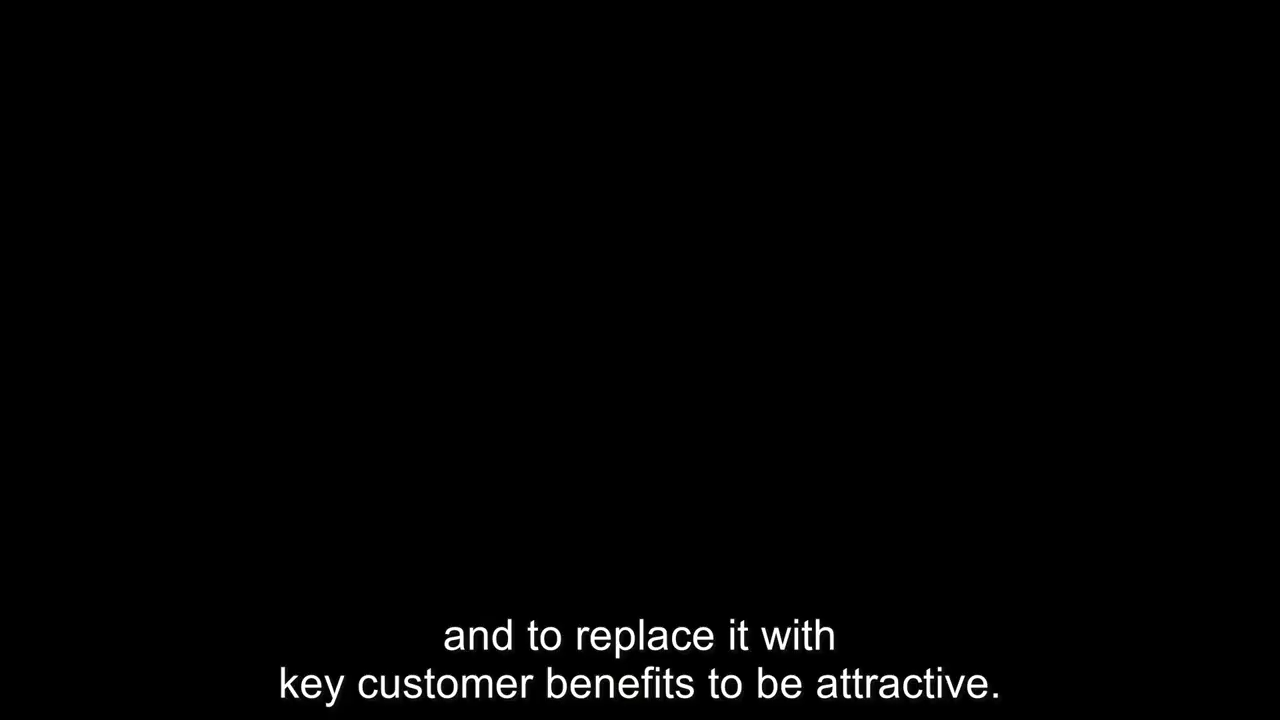 and to replace it with
key customer benefits to be attractive.